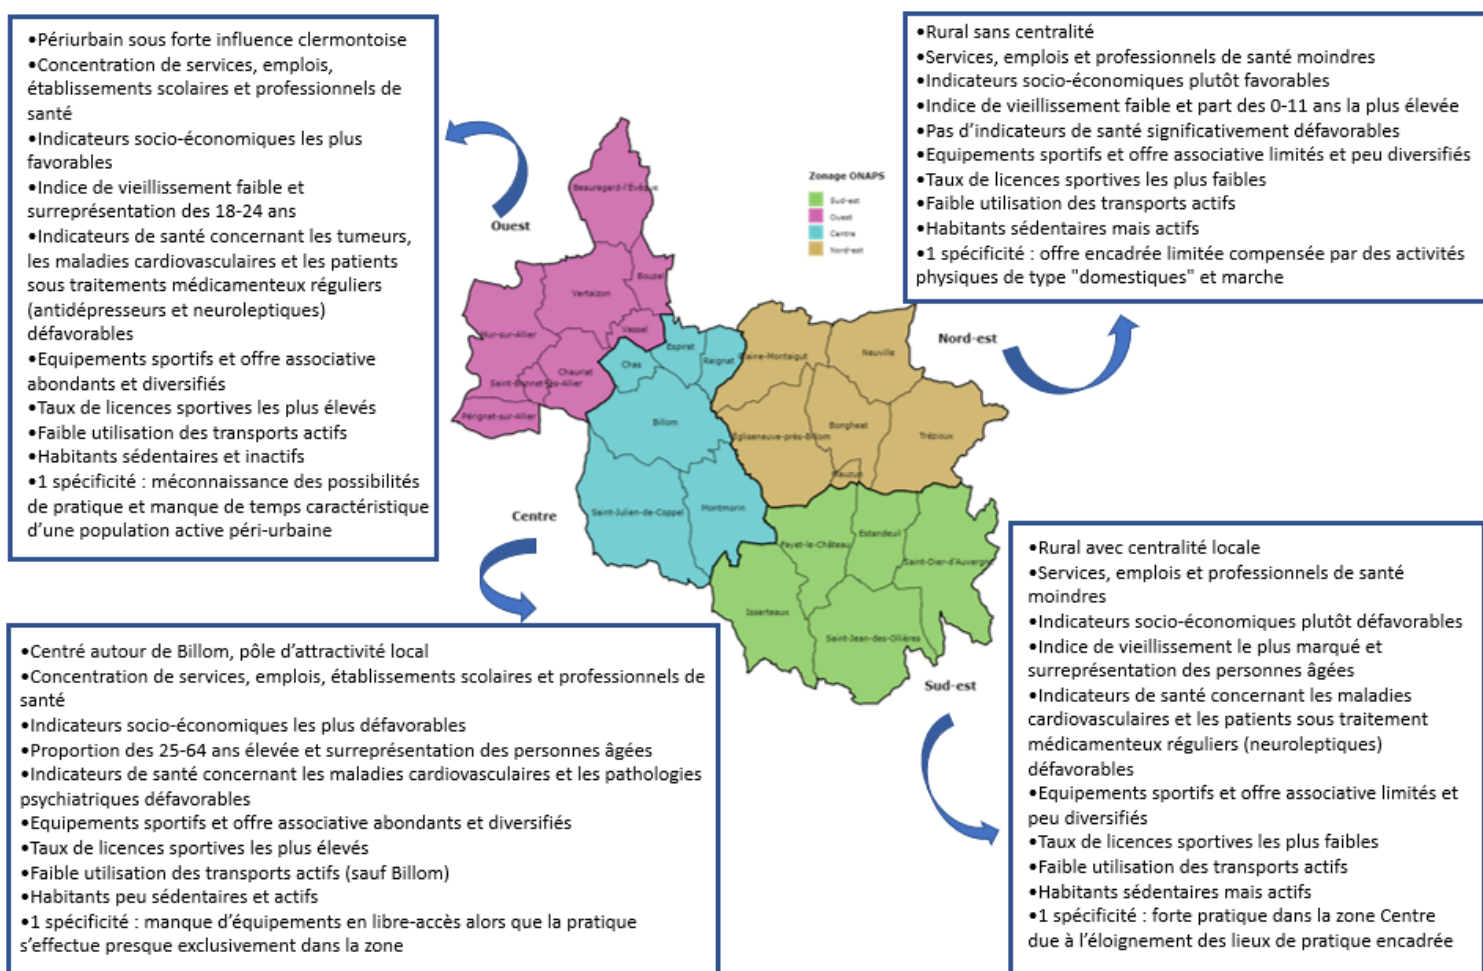 •Périurbain sous forte influence clermontoise
•Concentration de services, emplois,
établissements scolaires et professionnels de
santé
•Indicateurs socio-économiques les plus
favorables
•Indice de vieillissement faible et
surreprésentation des 18-24 ans
•Indicateurs de santé concernant les tumeurs,
les maladies cardiovasculaires et les patients
sous traitements médicamenteux réguliers
(antidépresseurs et neuroleptiques)
défavorables
•Equipements sportifs et offre associative
abondants et diversifiés
•Taux de licences sportives les plus élevés
•Faible utilisation des transports actifs
•Habitants sédentaires et inactifs
•1 spécificité : méconnaissance des possibilités
de pratique et manque de temps caractéristique
d'une population active péri-urbaine
Ouest
•Rural sans centralité
•Services, emplois et professionnels de santé moindres
•Indicateurs socio-économiques plutôt favorables
•Indice de vieillissement faible et part des 0-11 ans la plus élevée
•Pas d'indicateurs de santé significativement défavorables
•Equipements sportifs et offre associative limités et peu diversifiés
•Taux de licences sportives les plus faibles
•Faible utilisation des transports actifs
•Habitants sédentaires mais actifs
•1 spécificité : offre encadrée limitée compensée par des activités
physiques de type "domestiques" et marche
Nord-est
Zonage ONAPS
Sud-est
Ouest
Centre
Nord-est
Beauregard-l'Évêque
Bouzel
Vertaizon
Vassel
Mur-sur-Allier
Chauriat
Saint-Bonnet-lès-Allier
Pérignat-sur-Allier
Espirat
Reignat
Chas
Billom
Saint-Julien-de-Coppel
Montmorin
Glaine-Montaigut
Neuville
Égliseneuve-près-Billom
Bongheat
Trézioux
Mauzun
Fayet-le-Château
Estandeuil
Saint-Dier-d'Auvergne
Isserteaux
Saint-Jean-des-Ollières
Centre
•Centré autour de Billom, pôle d'attractivité local
•Concentration de services, emplois, établissements scolaires et professionnels de
santé
•Indicateurs socio-économiques les plus défavorables
•Proportion des 25-64 ans élevée et surreprésentation des personnes âgées
•Indicateurs de santé concernant les maladies cardiovasculaires et les pathologies
psychiatriques défavorables
•Equipements sportifs et offre associative abondants et diversifiés
•Taux de licences sportives les plus élevés
•Faible utilisation des transports actifs (sauf Billom)
•Habitants peu sédentaires et actifs
•1 spécificité : manque d'équipements en libre-accès alors que la pratique
s'effectue presque exclusivement dans la zone
Sud-est
•Rural avec centralité locale
•Services, emplois et professionnels de santé
moindres
•Indicateurs socio-économiques plutôt défavorables
•Indice de vieillissement le plus marqué et
surreprésentation des personnes âgées
•Indicateurs de santé concernant les maladies
cardiovasculaires et les patients sous traitement
médicamenteux réguliers (neuroleptiques)
défavorables
•Equipements sportifs et offre associative limités et
peu diversifiés
•Taux de licences sportives les plus faibles
•Faible utilisation des transports actifs
•Habitants sédentaires mais actifs
•1 spécificité : forte pratique dans la zone Centre
due à l'éloignement des lieux de pratique encadrée